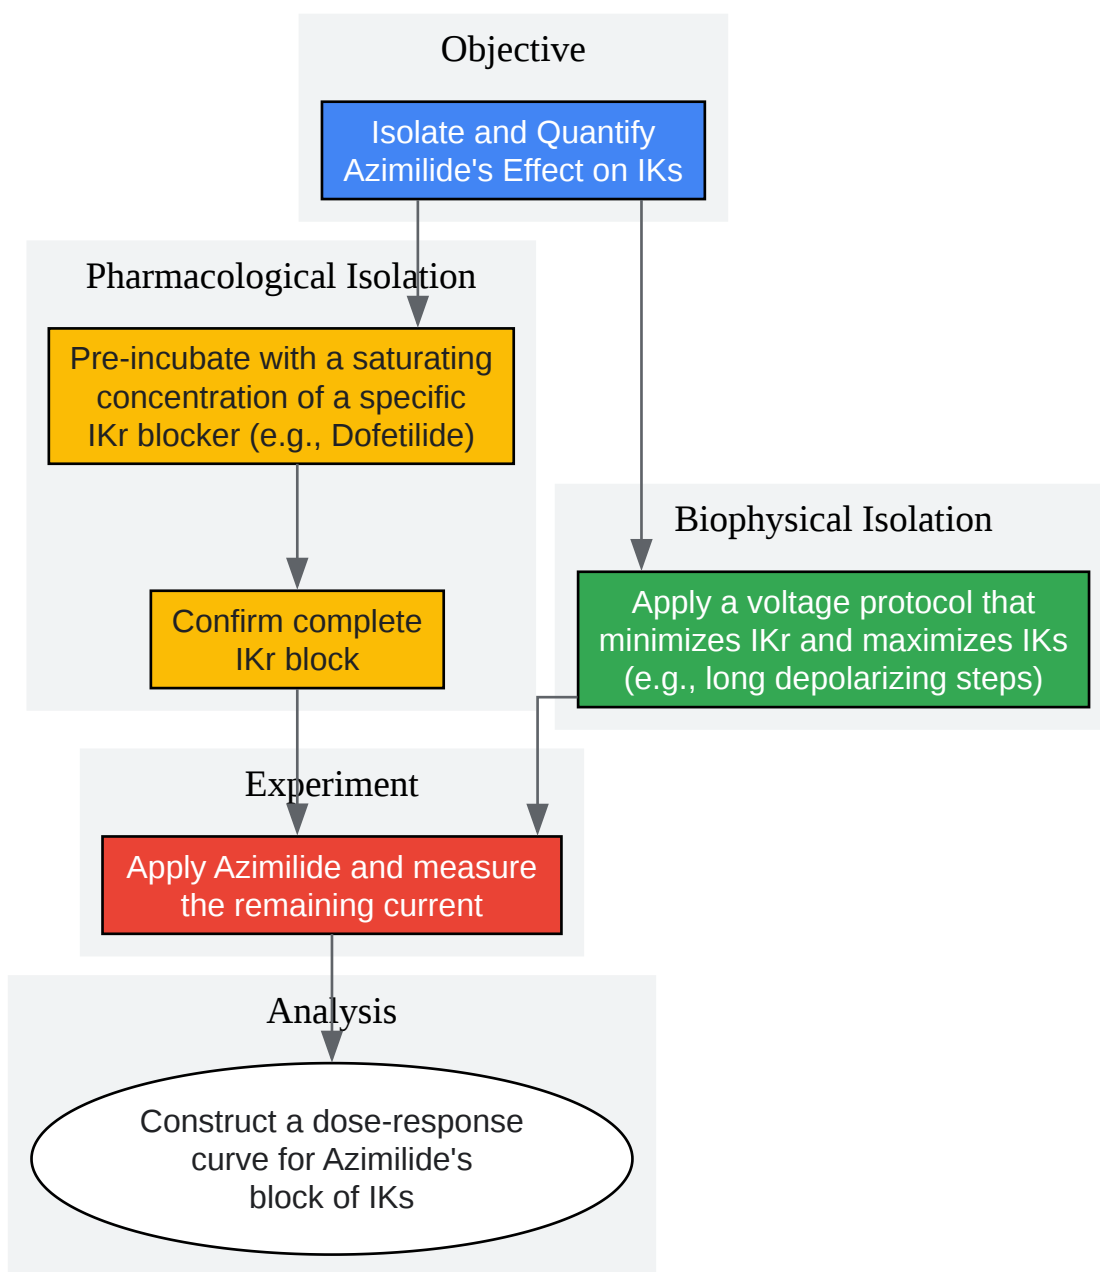 Objective
Isolate and Quantify
Azimilide's Effect on IKs
Pharmacological Isolation
Pre-incubate with a saturating
concentration of a specific
IKr blocker (e.g., Dofetilide)
Confirm complete
IKr block
Biophysical Isolation
Apply a voltage protocol that
minimizes IKr and maximizes IKs
(e.g., long depolarizing steps)
Experiment
Apply Azimilide and measure
the remaining current
Analysis
Construct a dose-response
curve for Azimilide's
block of IKs